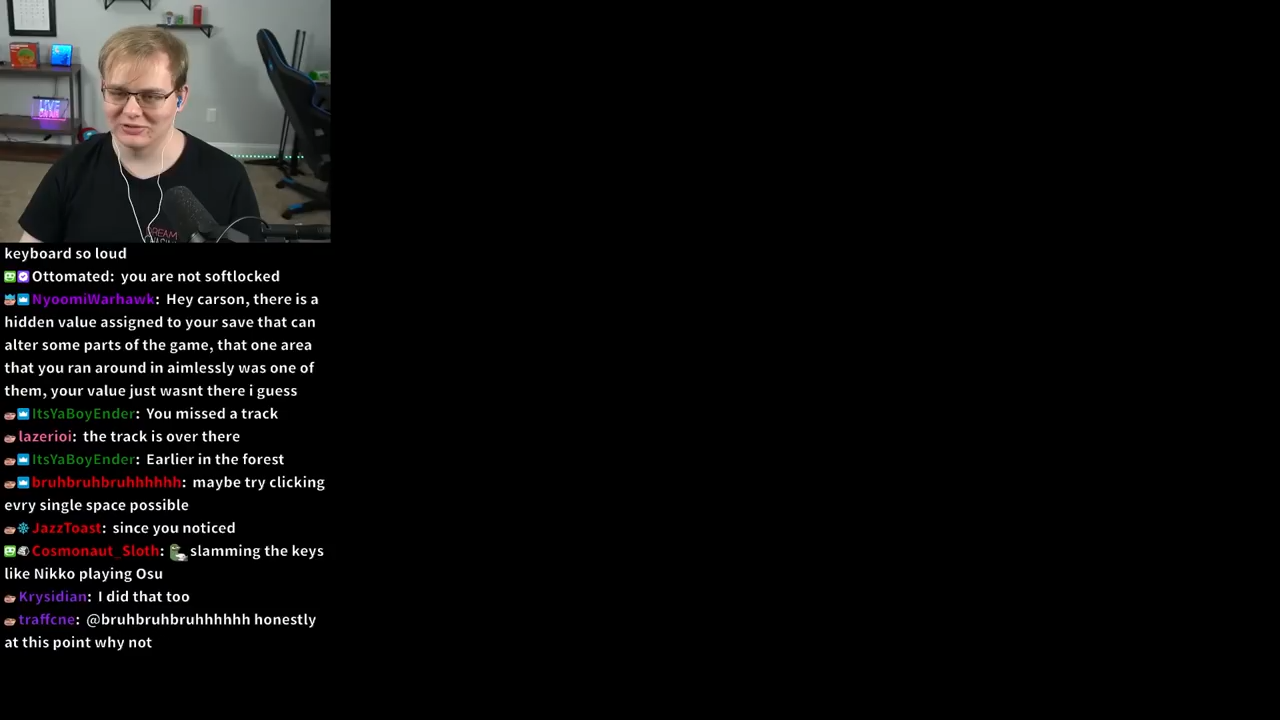 LIVE
ON AIR
DREAM
keyboard so loud
Ottomated: you are not softlocked
NyoomiWarhawk: Hey carson, there is a
hidden value assigned to your save that can
alter some parts of the game, that one area
that you ran around in aimlessly was one of
them, your value just wasnt there i guess
ItsYaBoyEnder: You missed a track
lazerioi: the track is over there
ItsYaBoyEnder: Earlier in the forest
bruhbruhbruhhhhhh: maybe try clicking
evry single space possible
JazzToast: since you noticed
Cosmonaut_Sloth: slamming the keys
like Nikko playing Osu
Krysidian: I did that too
traffcne: @bruhbruhbruhhhhhh honestly
at this point why not